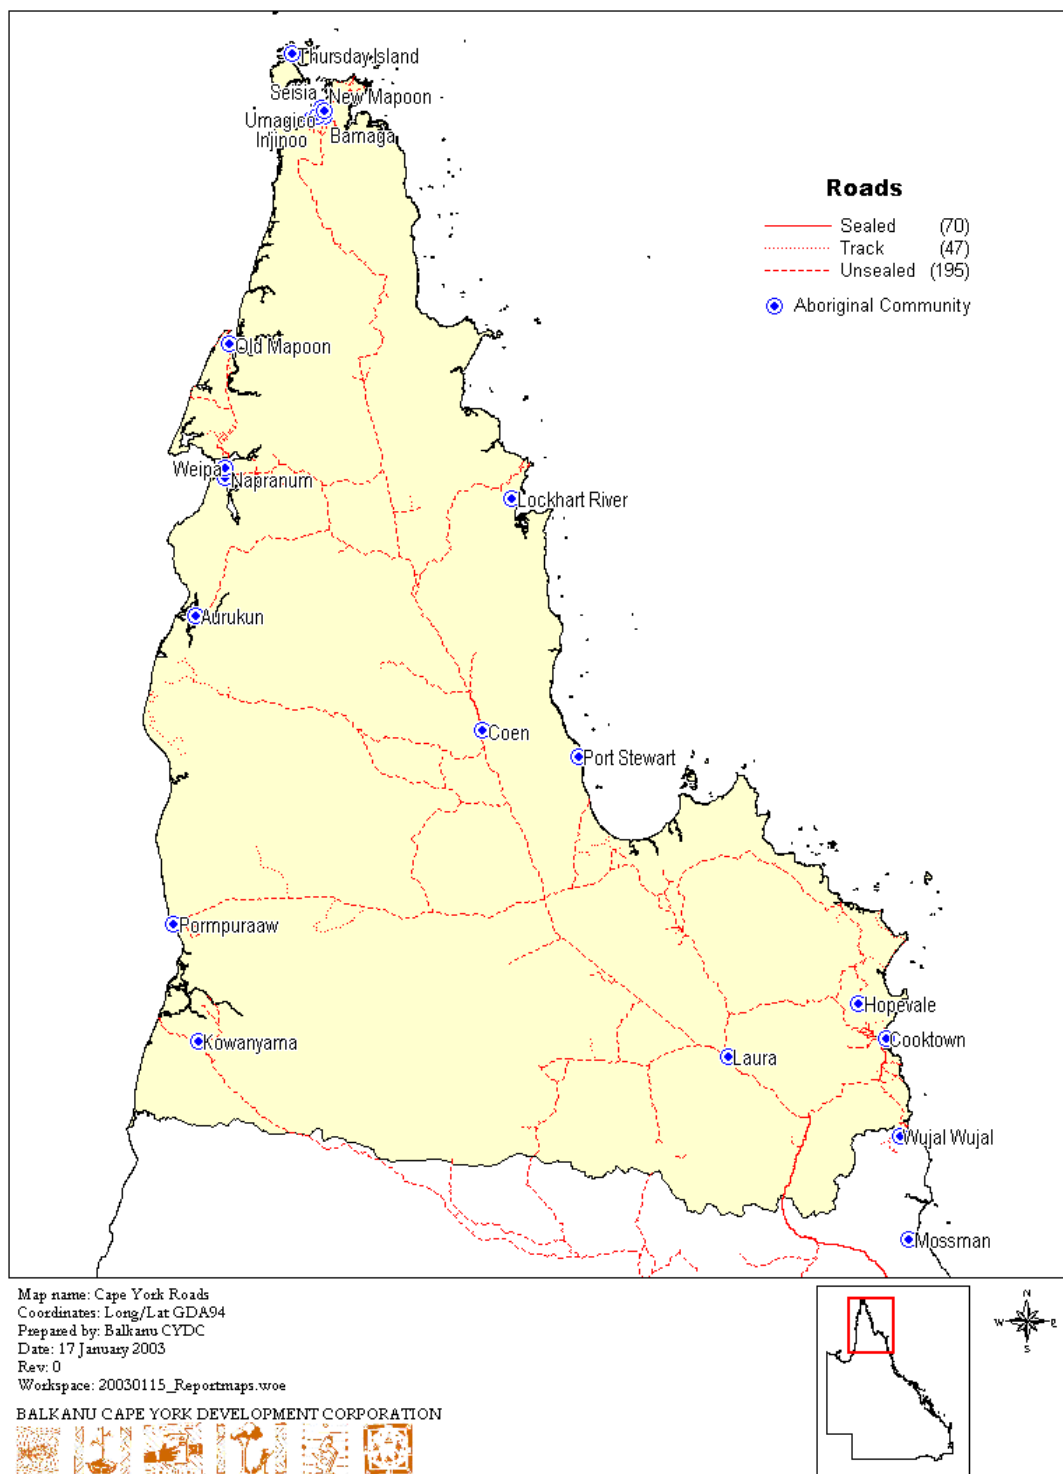 Thursday Island
Seisia
New Mapoon
Umagico
Injinoo
Bamaga
Roads
Sealed (70)
Track (47)
Unsealed (195)
Aboriginal Community
Old Mapoon
Weipa
Napranum
Lockhart River
Aurukun
Coen
Port Stewart
Pormpuraaw
Hopevale
Kowanyama
Cooktown
Laura
Wujal Wujal
Mossman
Map name: Cape York Roads
Coordinates: Long/Lat GDA94
Prepared by: Balkanu CYDC
Date: 17 January 2003
Rev: 0
Workspace: 20030115_Reportmaps.woe
BALKANU CAPE YORK DEVELOPMENT CORPORATION
N
W E
S